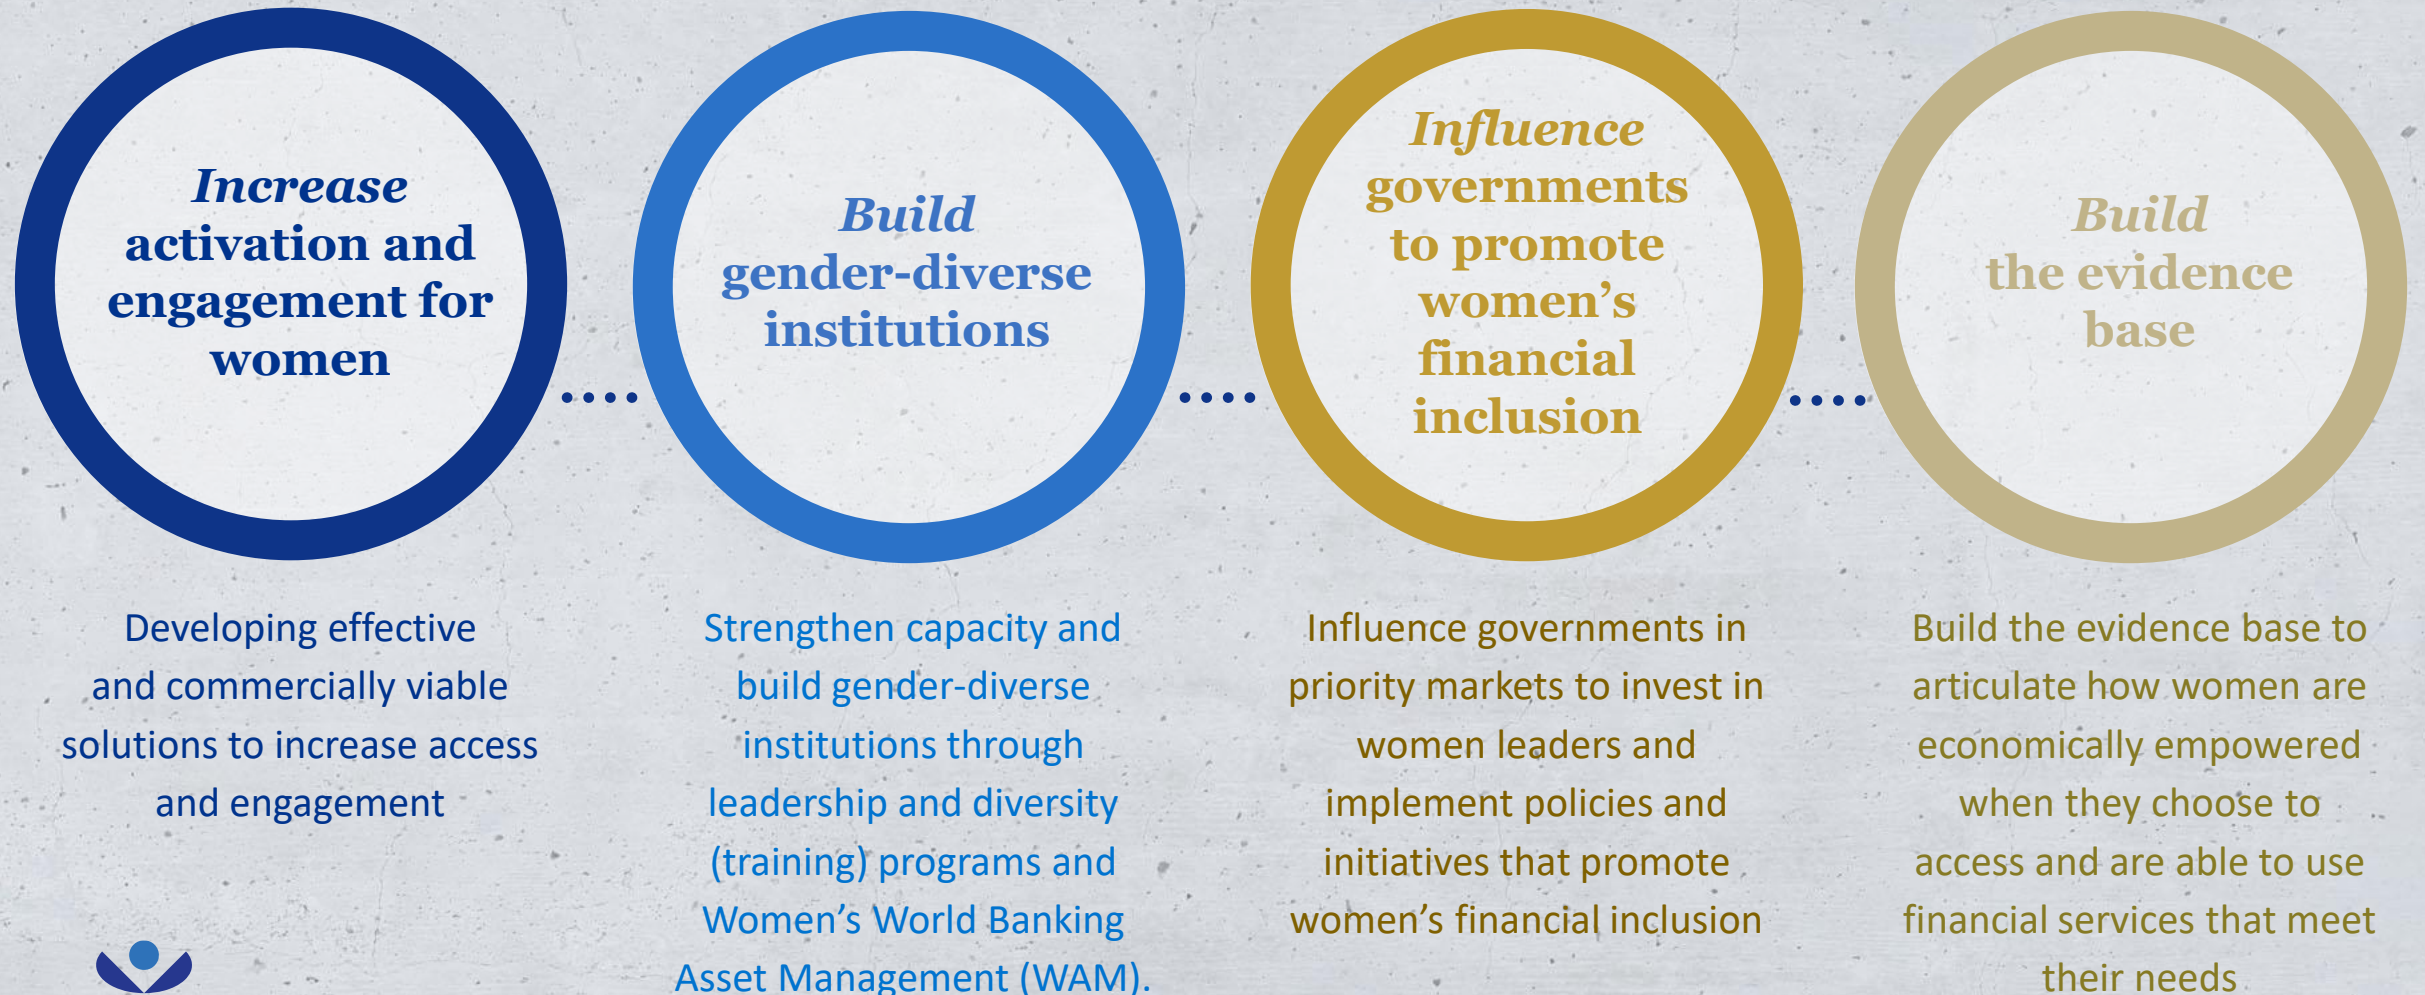 Increase
activation and
engagement for
women
Build
gender-diverse
institutions
Influence
governments
to promote
women’s
financial
inclusion
Build
the evidence
base
Developing effective
and commercially viable
solutions to increase access
and engagement
Strengthen capacity and
build gender-diverse
institutions through
leadership and diversity
(training) programs and
Women’s World Banking
Asset Management (WAM).
Influence governments in
priority markets to invest in
women leaders and
implement policies and
initiatives that promote
women’s financial inclusion
Build the evidence base to
articulate how women are
economically empowered
when they choose to
access and are able to use
financial services that meet
their needs